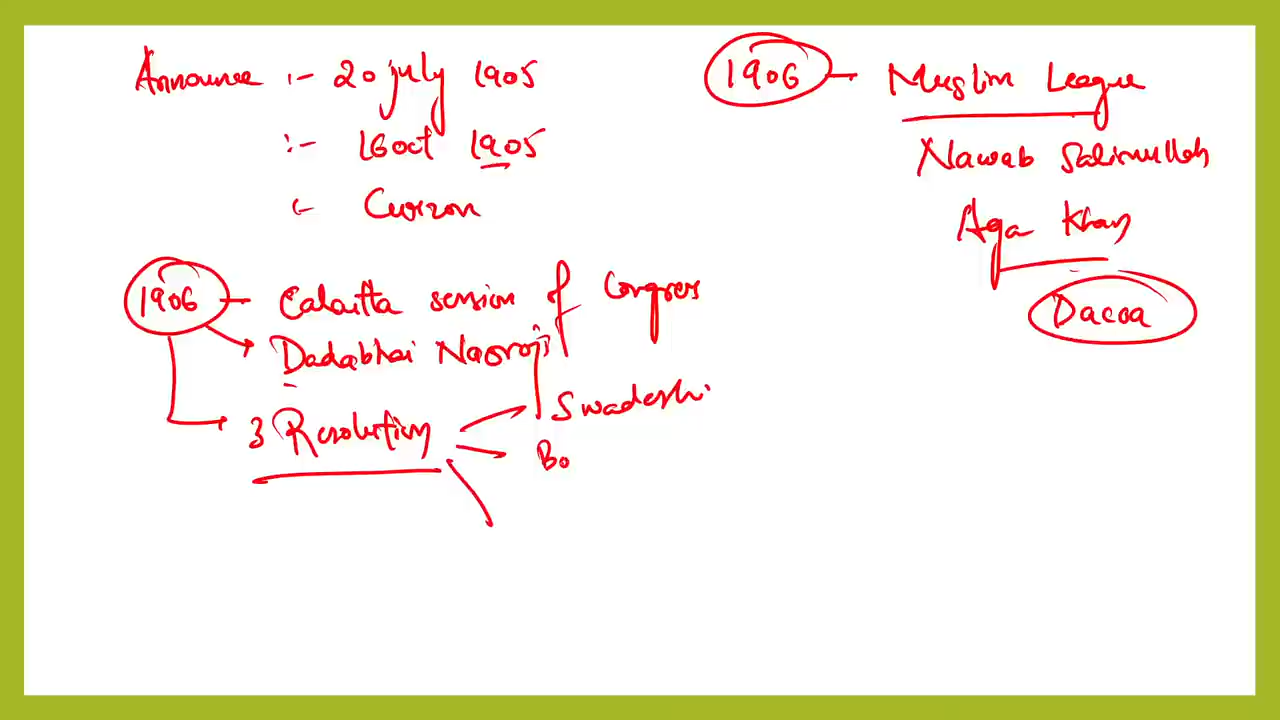 Announce :- 20 july 1905
:- 16 oct 1905
Curzon
1906 - Calcutta session of Congress
Dadabhai Naoroji
3 Resolution
Swadeshi
Bo
1906 - Muslim League
Nawab Salimullah
Aga Khan
Dacca